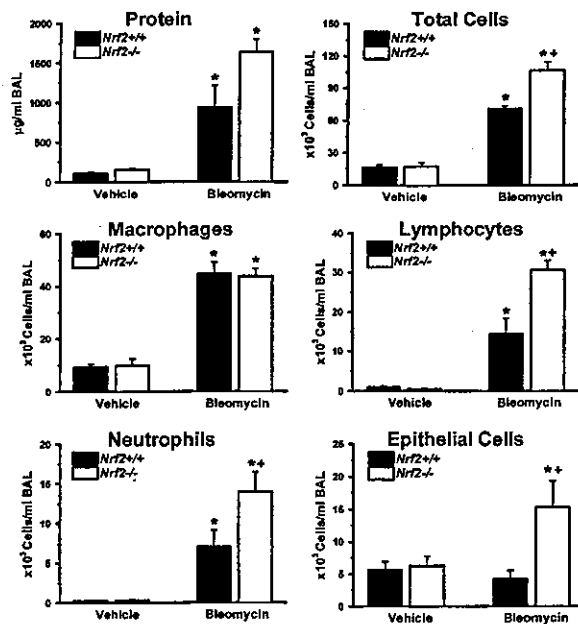 Protein
Nrf2+/+
Nrf2-/-
µg/ml BAL
2000
1500
1000
500
0
* *
Vehicle Bleomycin
Total Cells
Nrf2+/+
Nrf2-/-
x10³ Cells/ml BAL
150
120
90
60
30
0
* *+
Vehicle Bleomycin
Macrophages
Nrf2+/+
Nrf2-/-
x10³ Cells/ml BAL
60
40
20
0
* *
Vehicle Bleomycin
Lymphocytes
Nrf2+/+
Nrf2-/-
x10³ Cells/ml BAL
40
30
20
10
0
* *+
Vehicle Bleomycin
Neutrophils
Nrf2+/+
Nrf2-/-
x10³ Cells/ml BAL
20
15
10
5
0
* *+
Vehicle Bleomycin
Epithelial Cells
Nrf2+/+
Nrf2-/-
x10³ Cells/ml BAL
25
20
15
10
5
0
*+
Vehicle Bleomycin